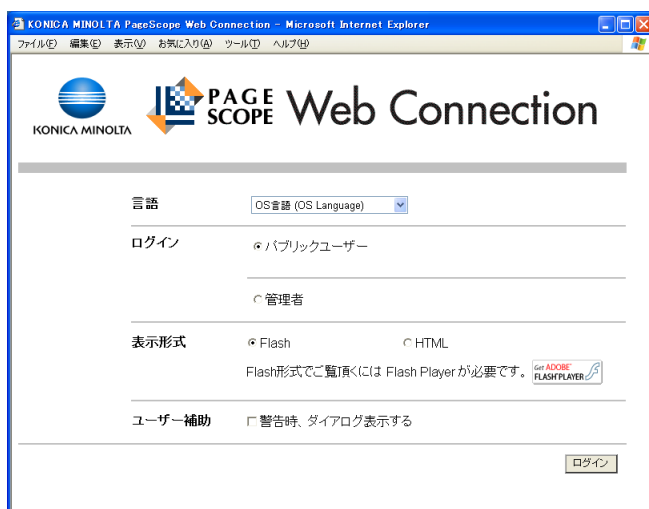 KONICA MINOLTA PageScope Web Connection - Microsoft Internet Explorer
ファイル(F) 編集(E) 表示(V) お気に入り(A) ツール(T) ヘルプ(H)
KONICA MINOLTA
PAGE SCOPE Web Connection
言語 OS言語 (OS Language)
ログイン パブリックユーザー
管理者
表示形式 Flash HTML
Flash形式でご覧頂くには Flash Playerが必要です。 Get ADOBE FLASH PLAYER
ユーザー補助 警告時、ダイアログ表示する
ログイン